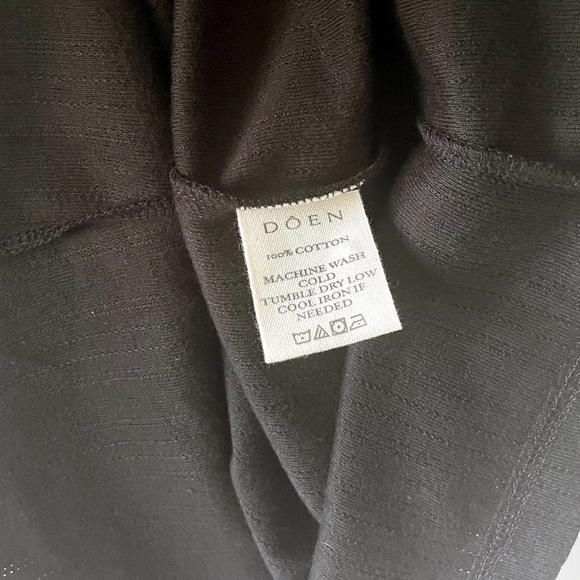 DÔEN
100% COTTON
MACHINE WASH
COLD
TUMBLE DRY LOW
COOL IRON IF
NEEDED